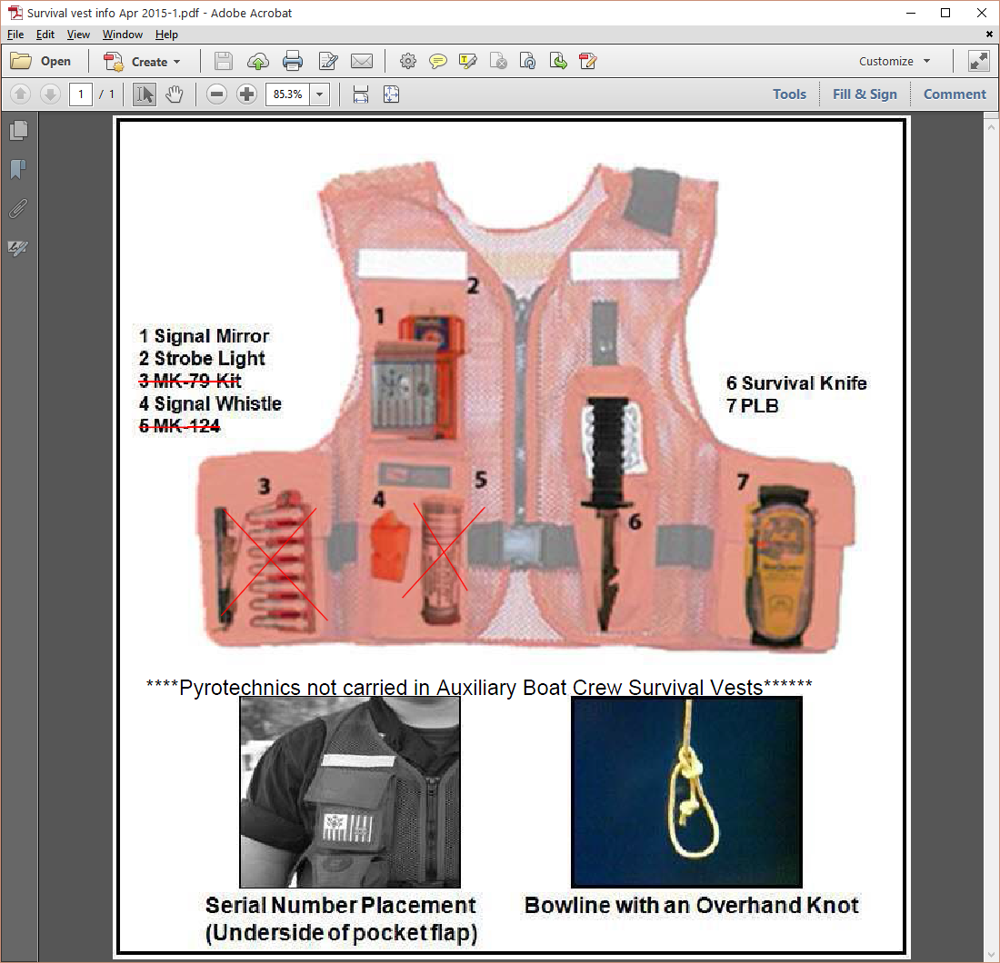 Survival vest info Apr 2015-1.pdf - Adobe Acrobat
File Edit View Window Help
Open Create Customize
1 / 1 85.3% Tools Fill & Sign Comment
2
1
1 Signal Mirror
2 Strobe Light
3 MK-79 Kit
4 Signal Whistle
5 MK-124
6 Survival Knife
7 PLB
3
5
4
7
6
****Pyrotechnics not carried in Auxiliary Boat Crew Survival Vests******
Serial Number Placement
(Underside of pocket flap)
Bowline with an Overhand Knot